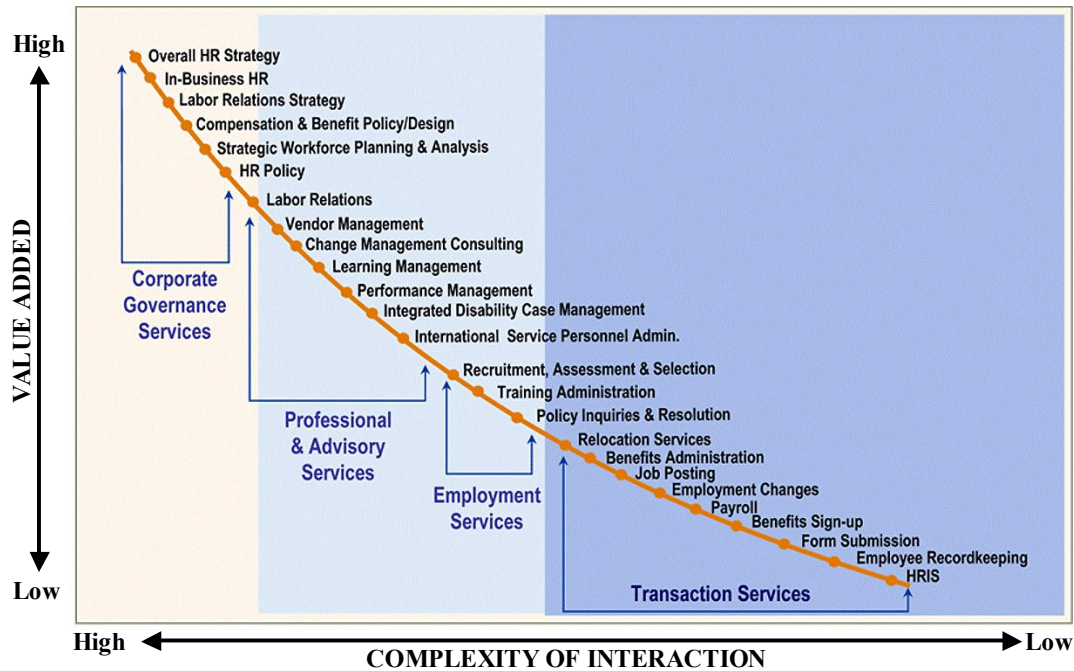 High
Overall HR Strategy
In-Business HR
Labor Relations Strategy
Compensation & Benefit Policy/Design
Strategic Workforce Planning & Analysis
HR Policy
Labor Relations
Vendor Management
Change Management Consulting
Learning Management
Performance Management
Integrated Disability Case Management
International Service Personnel Admin.
Recruitment, Assessment & Selection
Training Administration
Policy Inquiries & Resolution
Relocation Services
Benefits Administration
Job Posting
Employment Changes
Payroll
Benefits Sign-up
Form Submission
Employee Recordkeeping
HRIS
Corporate
Governance
Services
Professional
& Advisory
Services
Employment
Services
Transaction Services
VALUE ADDED
Low
High
COMPLEXITY OF INTERACTION
Low